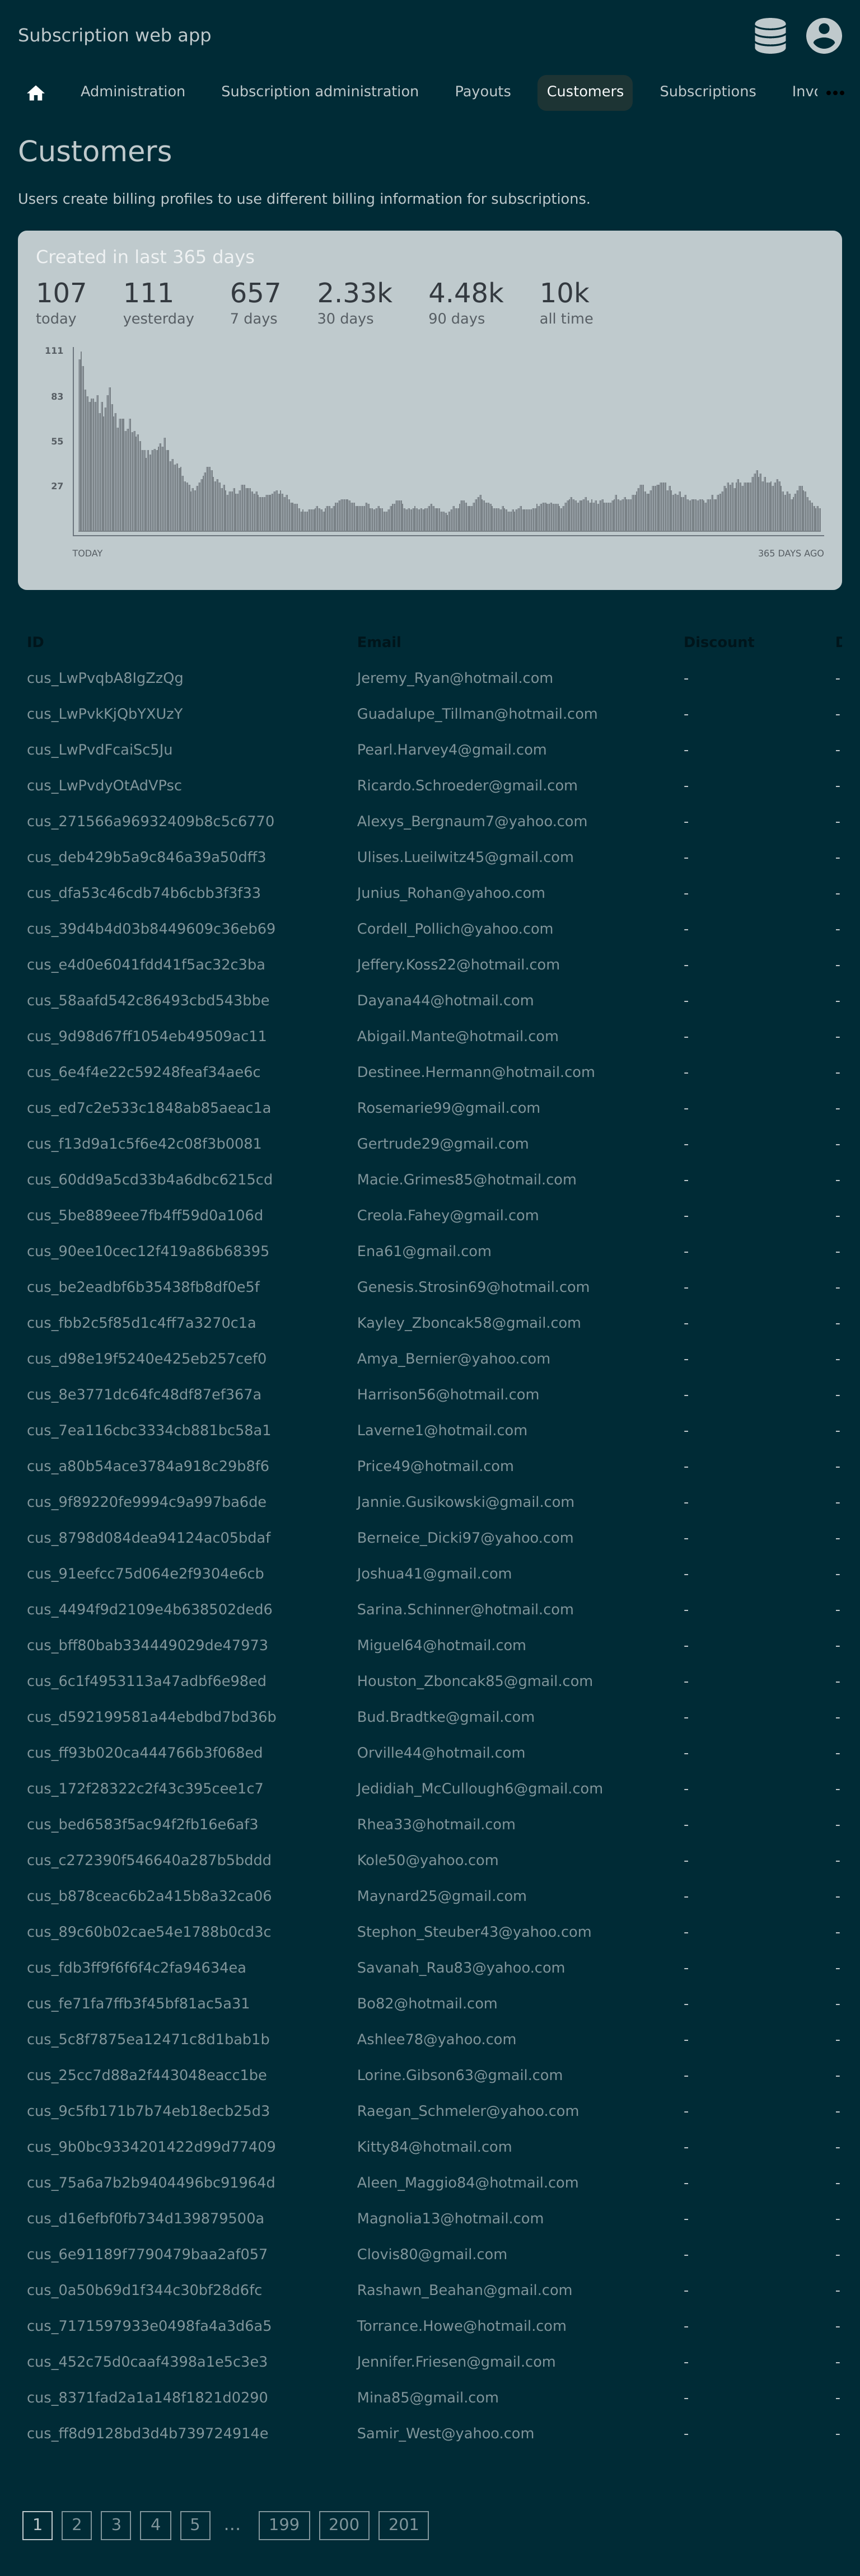 Subscription web app
Administration Subscription administration Payouts Customers Subscriptions
Customers
Users create billing profiles to use different billing information for subscriptions.
Created in last 365 days
107 111 657 2.33k 4.48k 10k
today yesterday 7 days 30 days 90 days all time
111
83
55
27
TODAY 365 DAYS AGO
ID Email Discount
cus_LwPvqbA8IgZzQg Jeremy_Ryan@hotmail.com - -
cus_LwPvkKjQbYXUzY Guadalupe_Tillman@hotmail.com - -
cus_LwPvdFcaiSc5Ju Pearl.Harvey4@gmail.com - -
cus_LwPvdyOtAdVPsc Ricardo.Schroeder@gmail.com - -
cus_271566a96932409b8c5c6770 Alexys_Bergnaum7@yahoo.com - -
cus_deb429b5a9c846a39a50dff3 Ulises.Lueilwitz45@gmail.com - -
cus_dfa53c46cdb74b6cbb3f3f33 Junius_Rohan@yahoo.com - -
cus_39d4b4d03b8449609c36eb69 Cordell_Pollich@yahoo.com - -
cus_e4d0e6041fdd41f5ac32c3ba Jeffery.Koss22@hotmail.com - -
cus_58aafd542c86493cbd543bbe Dayana44@hotmail.com - -
cus_9d98d67ff1054eb49509ac11 Abigail.Mante@hotmail.com - -
cus_6e4f4e22c59248feaf34ae6c Destinee.Hermann@hotmail.com - -
cus_ed7c2e533c1848ab85aeac1a Rosemarie99@gmail.com - -
cus_f13d9a1c5f6e42c08f3b0081 Gertrude29@gmail.com - -
cus_60dd9a5cd33b4a6dbc6215cd Macie.Grimes85@hotmail.com - -
cus_5be889eee7fb4ff59d0a106d Creola.Fahey@gmail.com - -
cus_90ee10cec12f419a86b68395 Ena61@gmail.com - -
cus_be2eadbf6b35438fb8df0e5f Genesis.Strosin69@hotmail.com - -
cus_fbb2c5f85d1c4ff7a3270c1a Kayley_Zboncak58@gmail.com - -
cus_d98e19f5240e425eb257cef0 Amya_Bernier@yahoo.com - -
cus_8e3771dc64fc48df87ef367a Harrison56@hotmail.com - -
cus_7ea116cbc3334cb881bc58a1 Laverne1@hotmail.com - -
cus_a80b54ace3784a918c29b8f6 Price49@hotmail.com - -
cus_9f89220fe9994c9a997ba6de Jannie.Gusikowski@gmail.com - -
cus_8798d084dea94124ac05bdaf Berneice_Dicki97@yahoo.com - -
cus_91eefcc75d064e2f9304e6cb Joshua41@gmail.com - -
cus_4494f9d2109e4b638502ded6 Sarina.Schinner@hotmail.com - -
cus_bff80bab334449029de47973 Miguel64@hotmail.com - -
cus_6c1f4953113a47adbf6e98ed Houston_Zboncak85@gmail.com - -
cus_d592199581a44ebdbd7bd36b Bud.Bradtke@gmail.com - -
cus_ff93b020ca444766b3f068ed Orville44@hotmail.com - -
cus_172f28322c2f43c395cee1c7 Jedidiah_McCullough6@gmail.com - -
cus_bed6583f5ac94f2fb16e6af3 Rhea33@hotmail.com - -
cus_c272390f546640a287b5bddd Kole50@yahoo.com - -
cus_b878ceac6b2a415b8a32ca06 Maynard25@gmail.com - -
cus_89c60b02cae54e1788b0cd3c Stephon_Steuber43@yahoo.com - -
cus_fdb3ff9f6f6f4c2fa94634ea Savanah_Rau83@yahoo.com - -
cus_fe71fa7ffb3f45bf81ac5a31 Bo82@hotmail.com - -
cus_5c8f7875ea12471c8d1bab1b Ashlee78@yahoo.com - -
cus_25cc7d88a2f443048eacc1be Lorine.Gibson63@gmail.com - -
cus_9c5fb171b7b74eb18ecb25d3 Raegan_Schmeler@yahoo.com - -
cus_9b0bc9334201422d99d77409 Kitty84@hotmail.com - -
cus_75a6a7b2b9404496bc91964d Aleen_Maggio84@hotmail.com - -
cus_d16efbf0fb734d139879500a Magnolia13@hotmail.com - -
cus_6e91189f7790479baa2af057 Clovis80@gmail.com - -
cus_0a50b69d1f344c30bf28d6fc Rashawn_Beahan@gmail.com - -
cus_7171597933e0498fa4a3d6a5 Torrance.Howe@hotmail.com - -
cus_452c75d0caaf4398a1e5c3e3 Jennifer.Friesen@gmail.com - -
cus_8371fad2a1a148f1821d0290 Mina85@gmail.com - -
cus_ff8d9128bd3d4b739724914e Samir_West@yahoo.com - -
1 2 3 4 5 ... 199 200 201